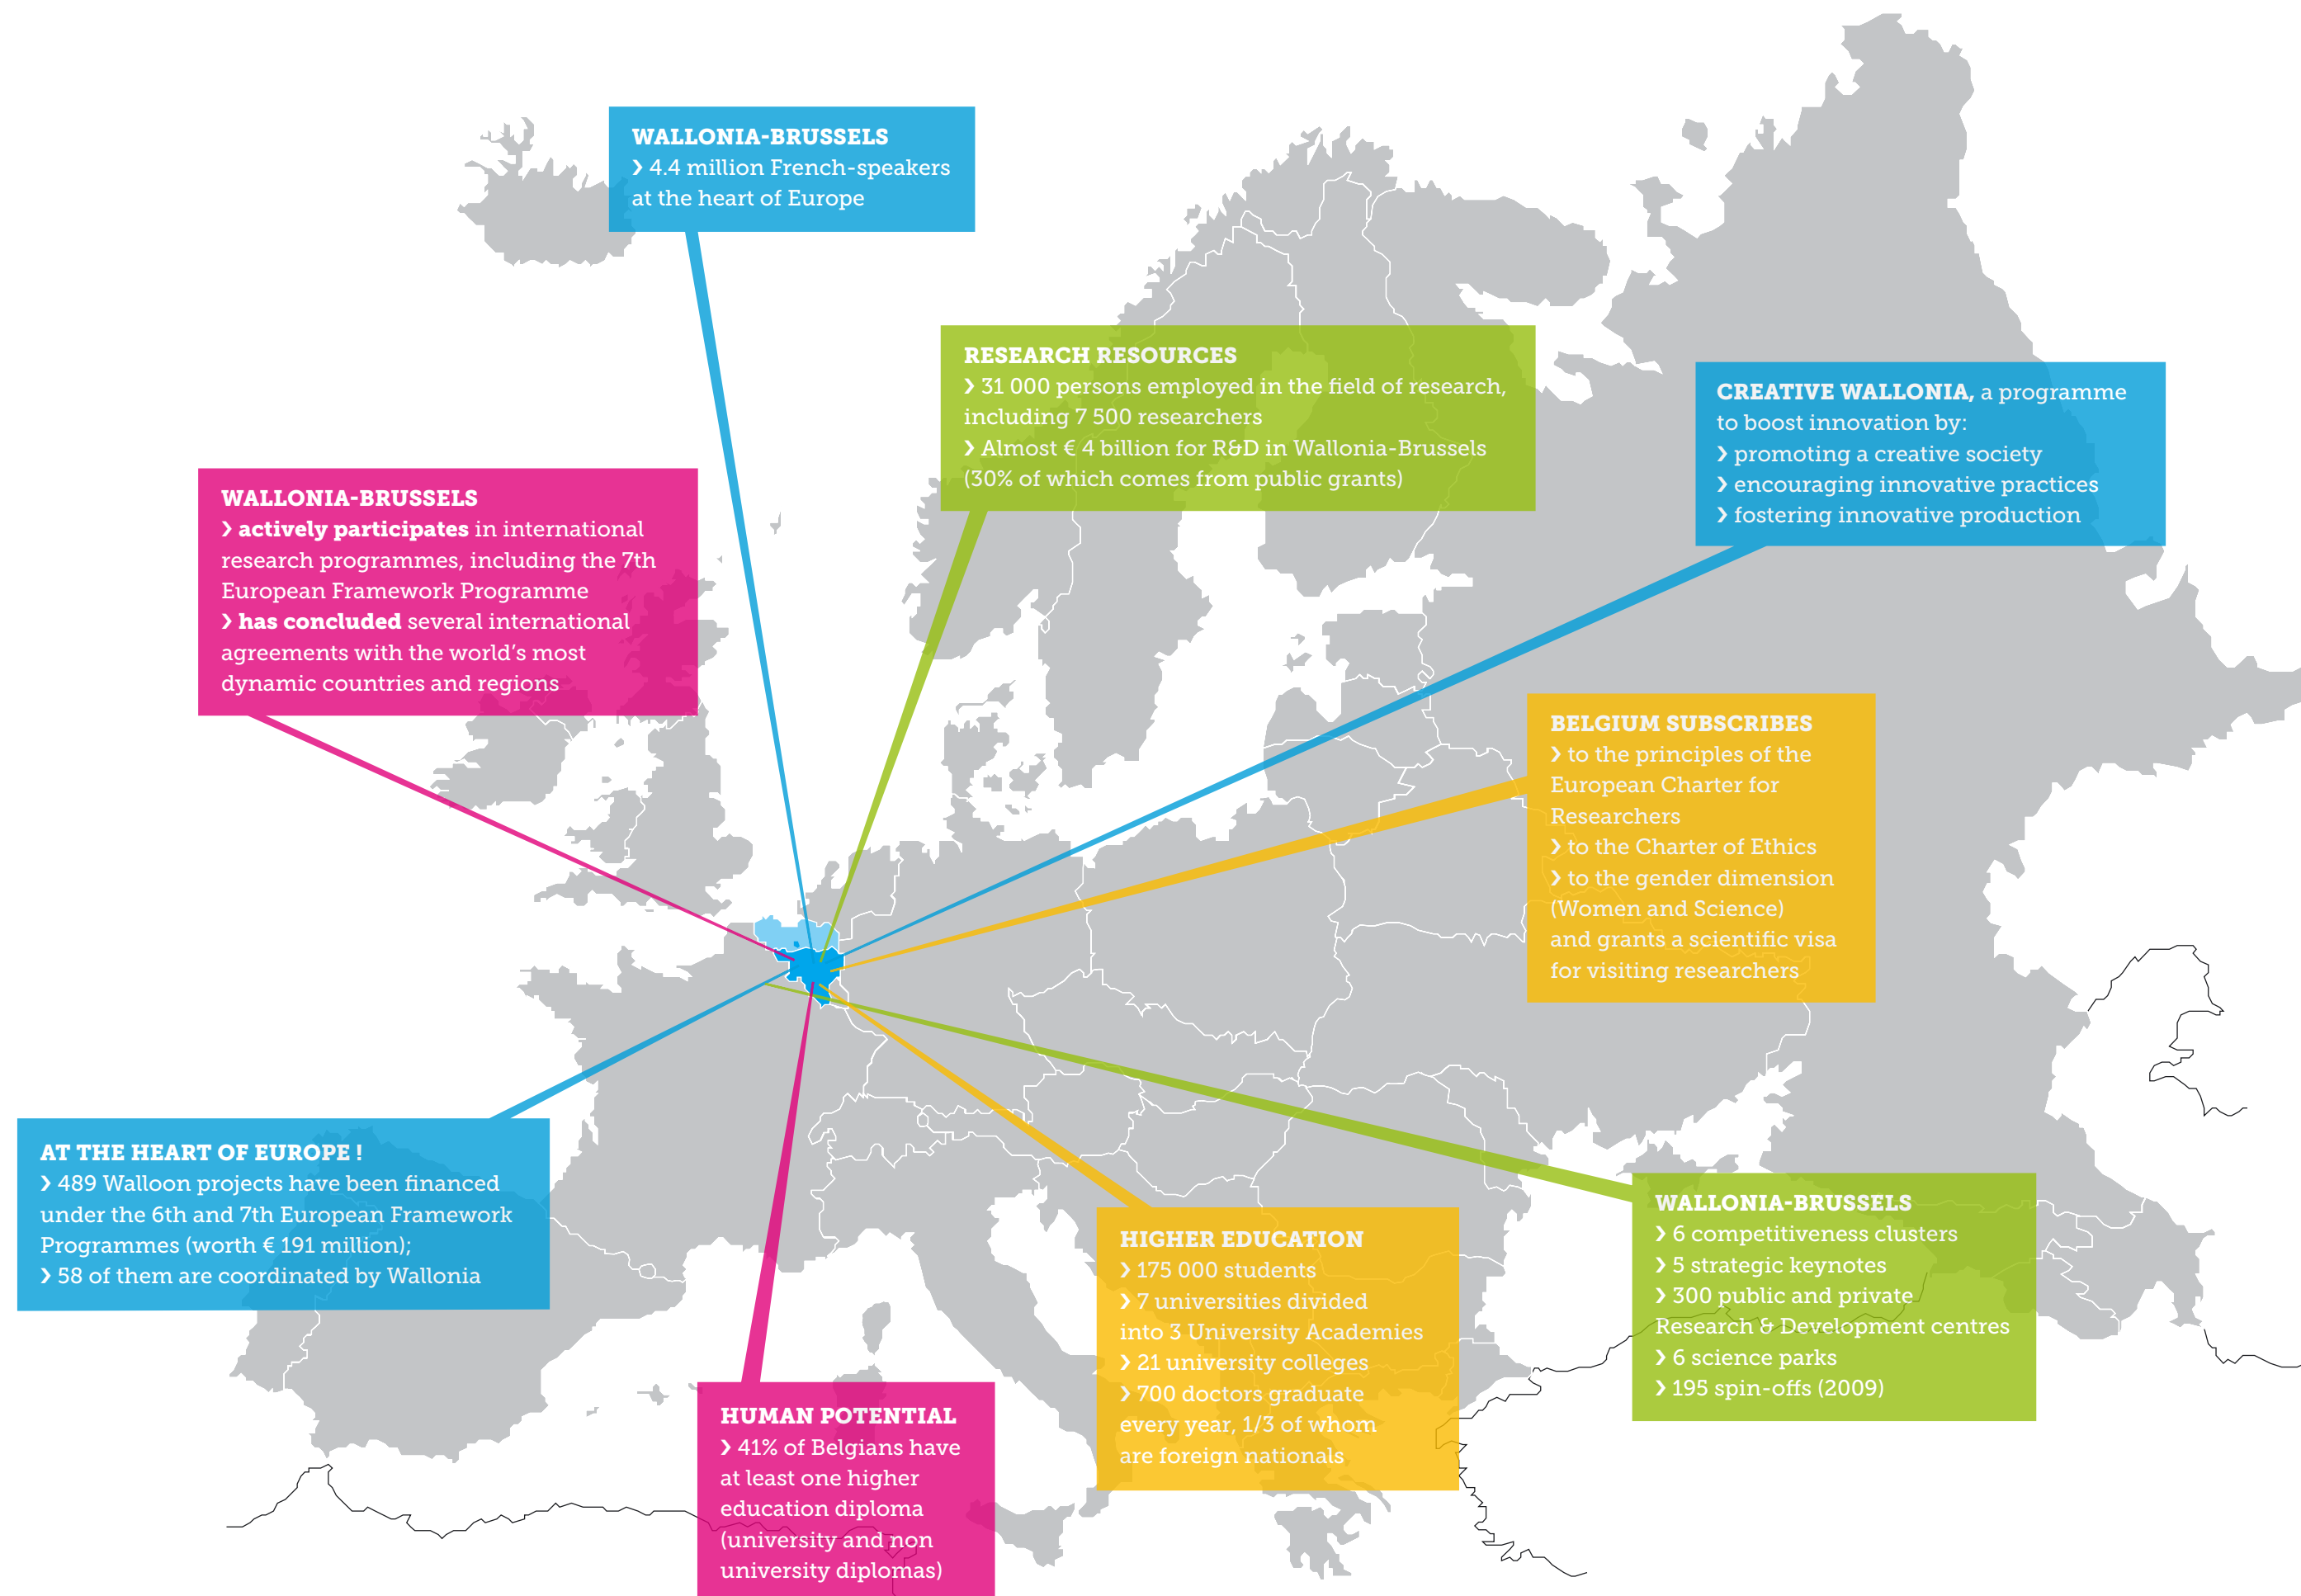 WALLONIA-BRUSSELS
› 4.4 million French-speakers
at the heart of Europe
RESEARCH RESOURCES
› 31 000 persons employed in the field of research,
including 7 500 researchers
› Almost € 4 billion for R&D in Wallonia-Brussels
(30% of which comes from public grants)
CREATIVE WALLONIA, a programme
to boost innovation by:
› promoting a creative society
› encouraging innovative practices
› fostering innovative production
WALLONIA-BRUSSELS
› actively participates in international
research programmes, including the 7th
European Framework Programme
› has concluded several international
agreements with the world's most
dynamic countries and regions
BELGIUM SUBSCRIBES
› to the principles of the
European Charter for
Researchers
› to the Charter of Ethics
› to the gender dimension
(Women and Science)
and grants a scientific visa
for visiting researchers
AT THE HEART OF EUROPE !
› 489 Walloon projects have been financed
under the 6th and 7th European Framework
Programmes (worth € 191 million);
› 58 of them are coordinated by Wallonia
WALLONIA-BRUSSELS
› 6 competitiveness clusters
› 5 strategic keynotes
› 300 public and private
Research & Development centres
› 6 science parks
› 195 spin-offs (2009)
HIGHER EDUCATION
› 175 000 students
› 7 universities divided
into 3 University Academies
› 21 university colleges
› 700 doctors graduate
every year, 1/3 of whom
are foreign nationals
HUMAN POTENTIAL
› 41% of Belgians have
at least one higher
education diploma
(university and non
university diplomas)